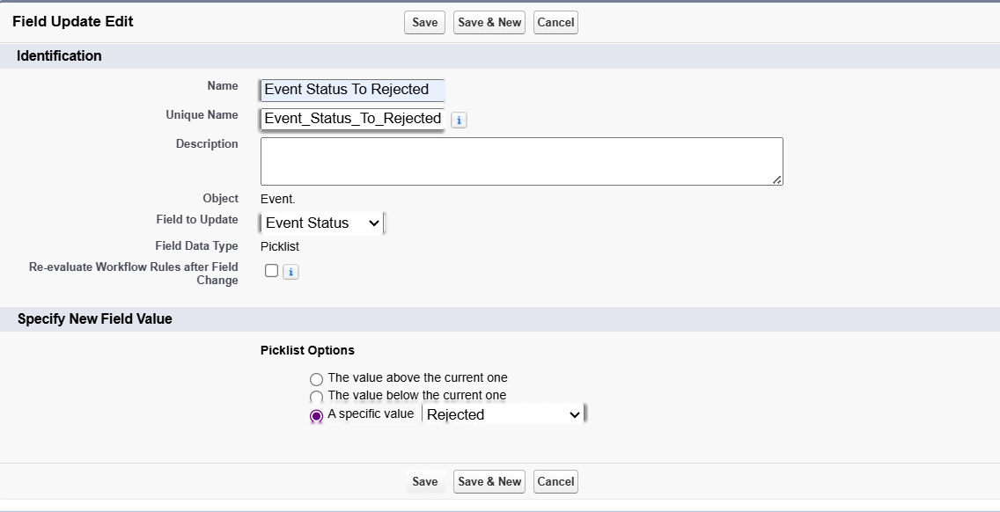 Field Update Edit
Save
Save & New
Cancel
Identification
Name
Event Status To Rejected
Unique Name
Event_Status_To_Rejected
i
Description
Object
Event.
Field to Update
Event Status
Field Data Type
Picklist
Re-evaluate Workflow Rules after Field
Change
i
Specify New Field Value
Picklist Options
The value above the current one
The value below the current one
A specific value
Rejected
Save
Save & New
Cancel